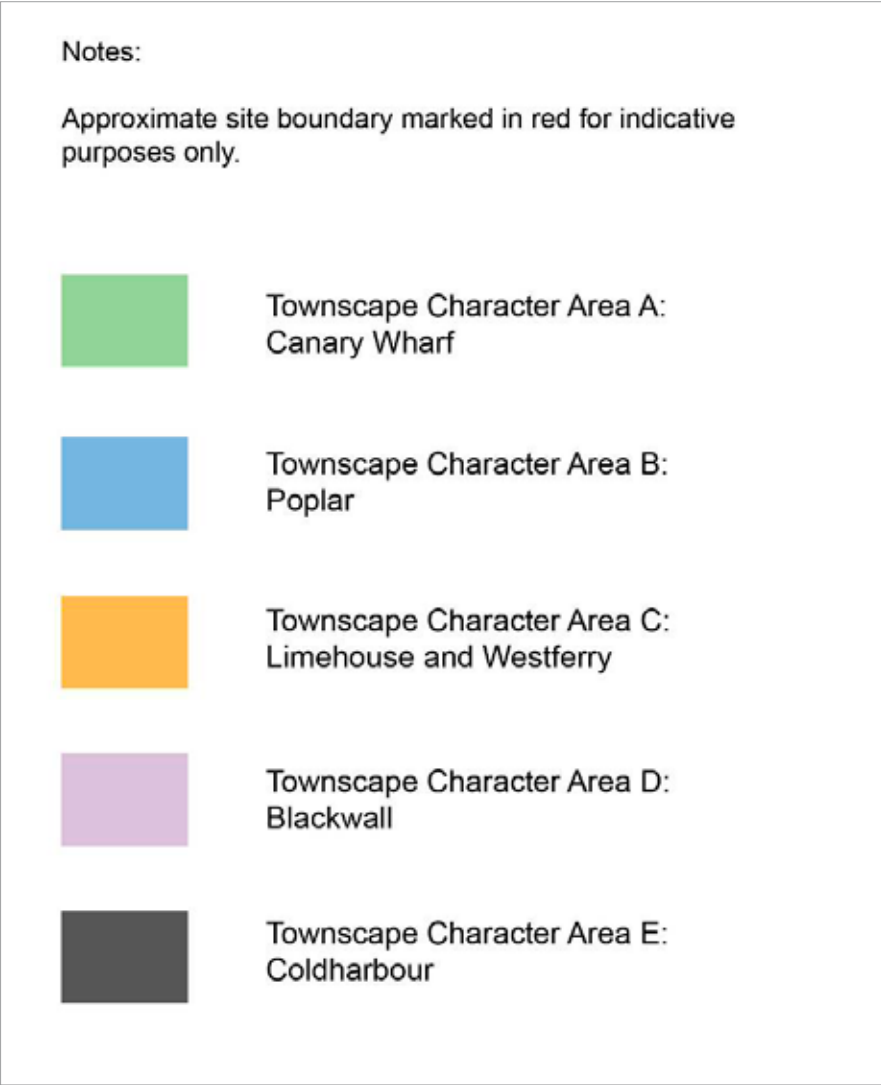 Notes:
Approximate site boundary marked in red for indicative
purposes only.
Townscape Character Area A:
Canary Wharf
Townscape Character Area B:
Poplar
Townscape Character Area C:
Limehouse and Westferry
Townscape Character Area D:
Blackwall
Townscape Character Area E:
Coldharbour